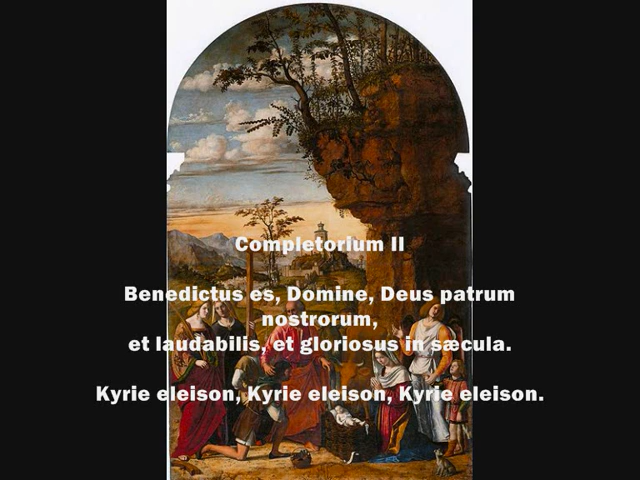 Completorium II
Benedictus es, Domine, Deus patrum
nostrorum,
et laudabilis, et gloriosus in sæcula.
Kyrie eleison, Kyrie eleison, Kyrie eleison.